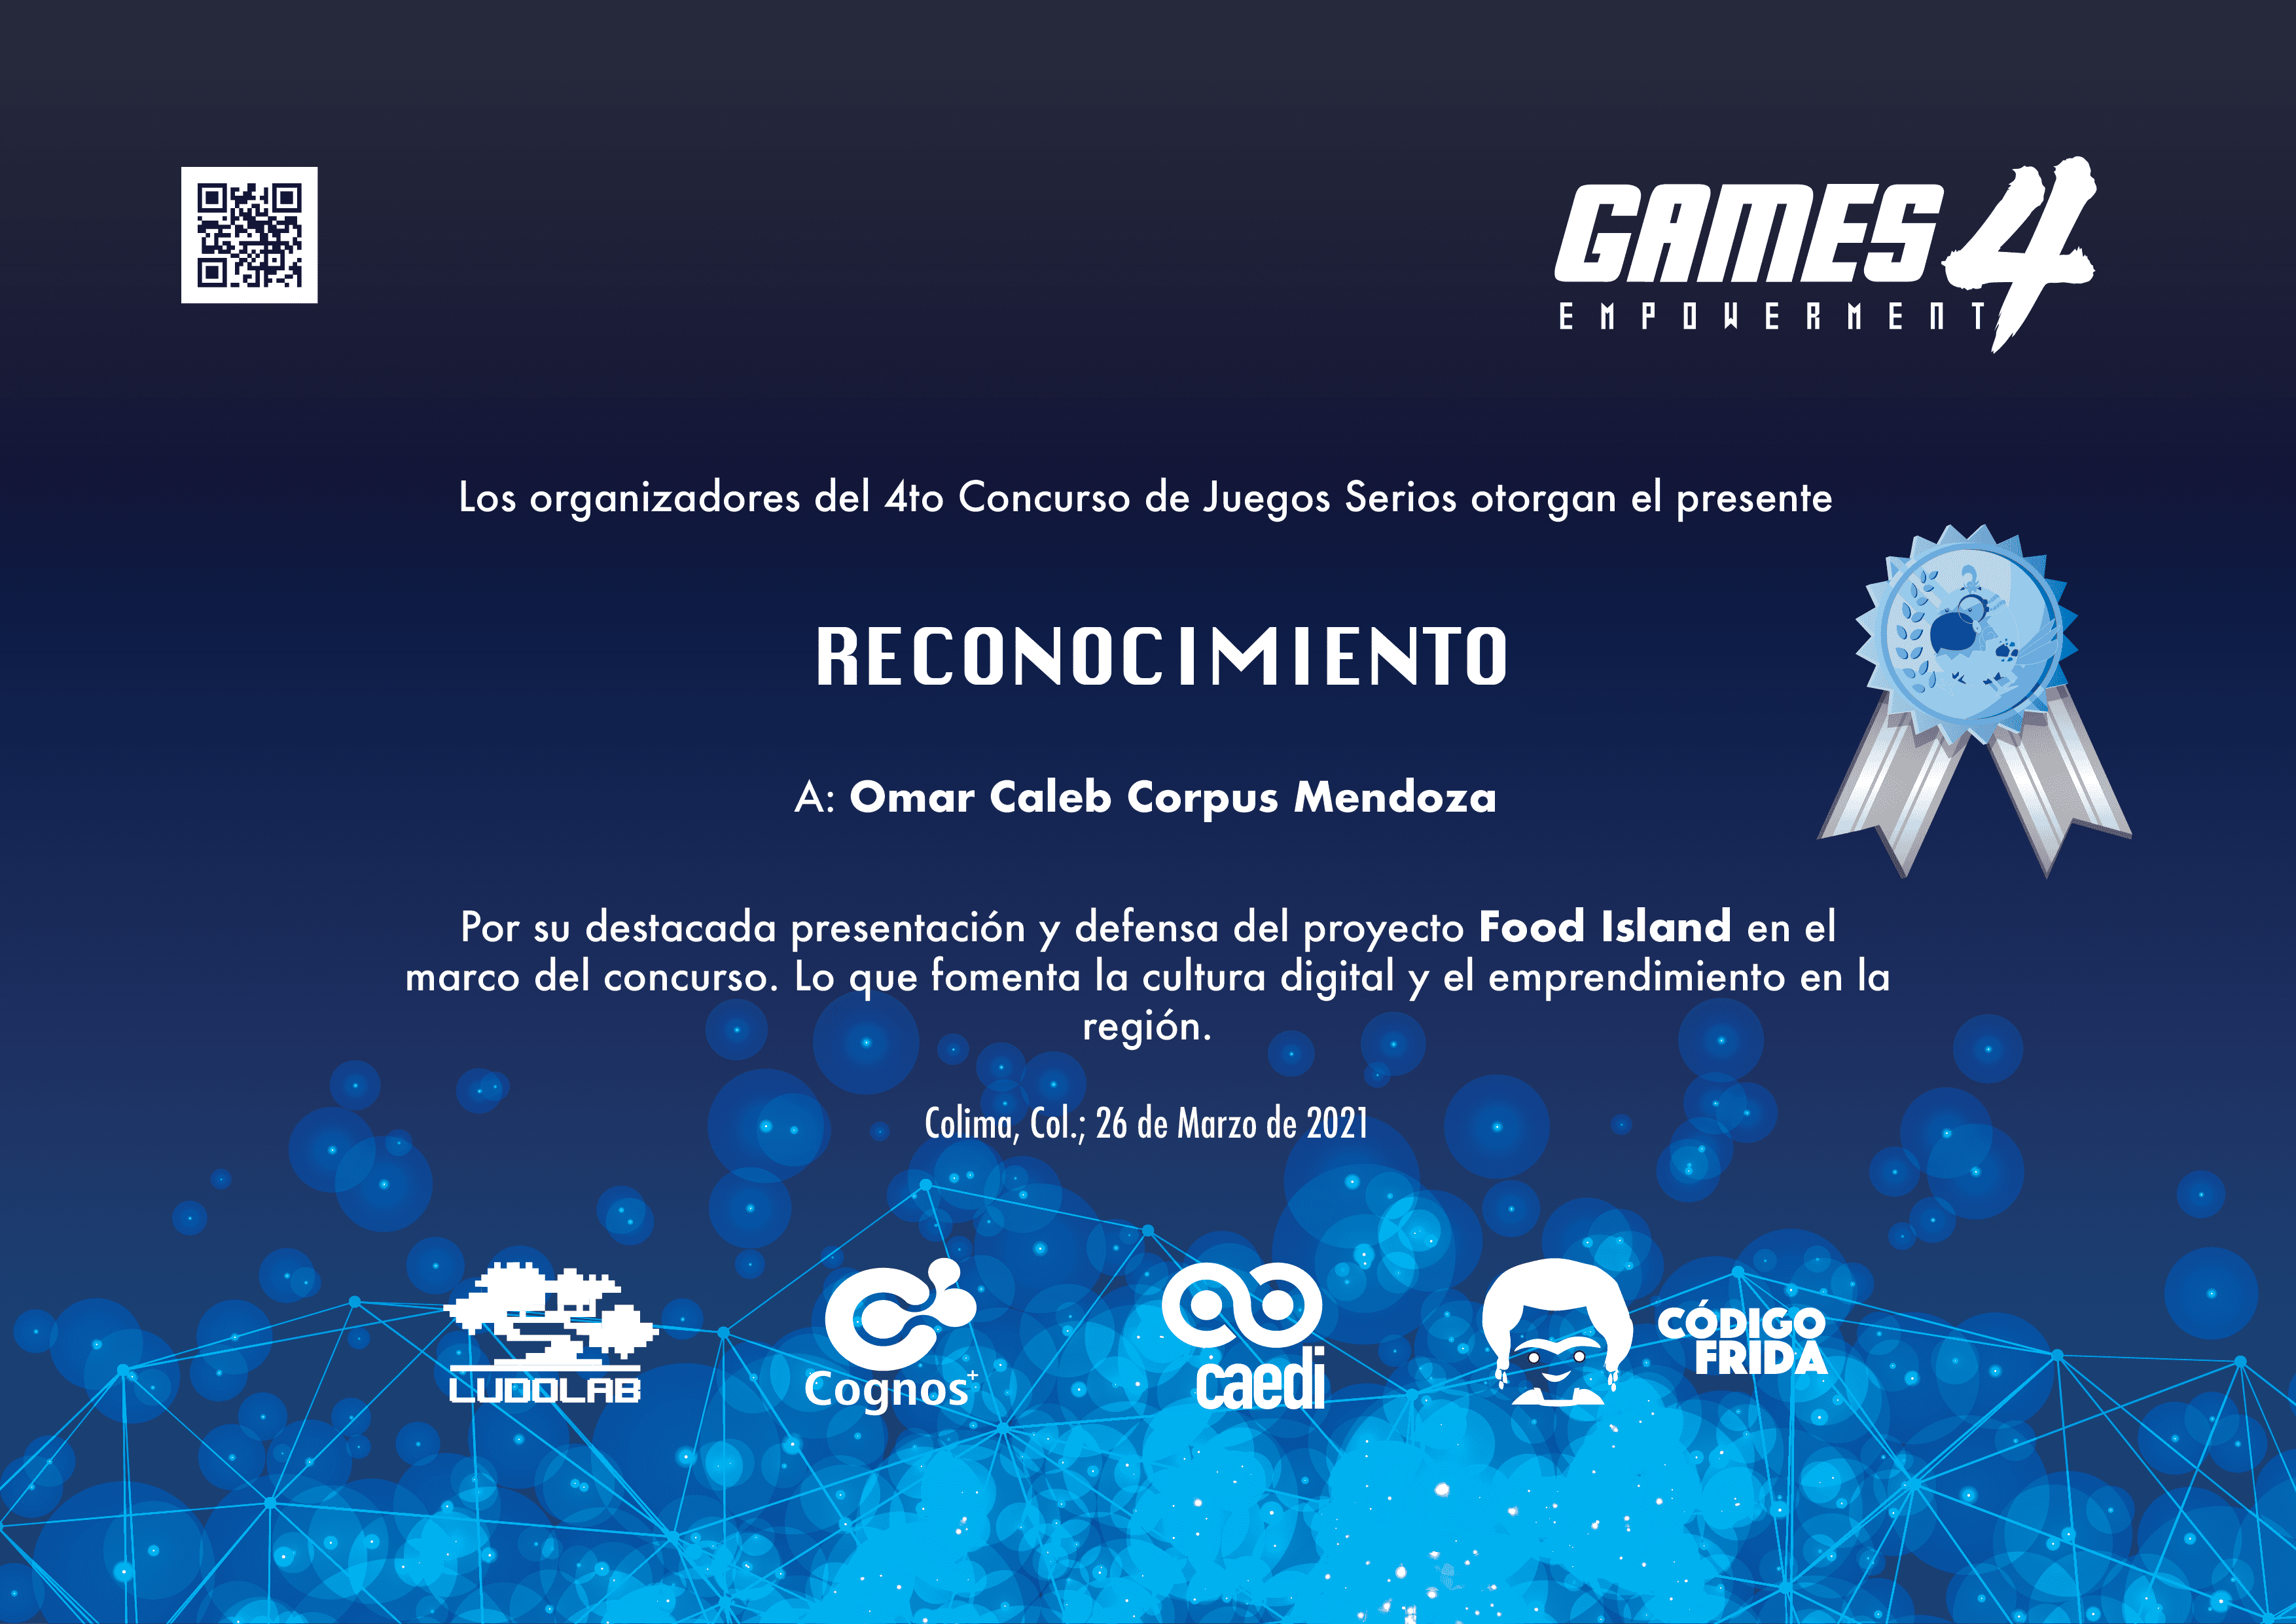 GAMES 4
EMPOWERMENT
Los organizadores del 4to Concurso de Juegos Serios otorgan el presente
RECONOCIMIENTO
A: Omar Caleb Corpus Mendoza
Por su destacada presentación y defensa del proyecto Food Island en el
marco del concurso. Lo que fomenta la cultura digital y el emprendimiento en la
región.
Colima, Col.; 26 de Marzo de 2021
LUDOLAB
Cognos+
caedi
CÓDIGO
FRIDA